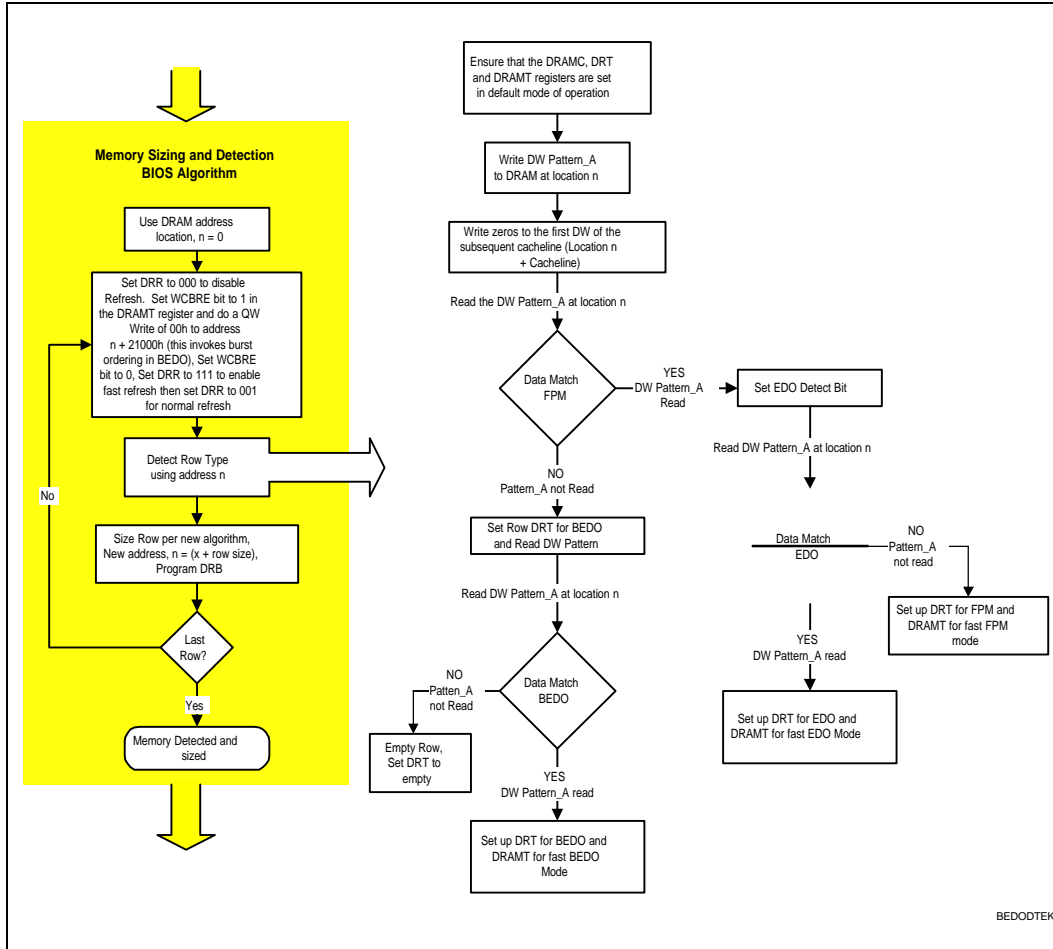 Memory Sizing and Detection
BIOS Algorithm
Use DRAM address
location, n = 0
Set DRR to 000 to disable
Refresh. Set WCBRE bit to 1 in
the DRAMT register and do a QW
Write of 00h to address
n + 21000h (this invokes burst
ordering in BEDO), Set WCBRE
bit to 0, Set DRR to 111 to enable
fast refresh then set DRR to 001
for normal refresh
Detect Row Type
using address n
No
Size Row per new algorithm,
New address, n = (x + row size),
Program DRB
Last
Row?
Yes
Memory Detected and
sized
Ensure that the DRAMC, DRT
and DRAMT registers are set
in default mode of operation
Write DW Pattern_A
to DRAM at location n
Write zeros to the first DW of the
subsequent cacheline (Location n
+ Cacheline)
Read the DW Pattern_A at location n
Data Match
FPM
YES
DW Pattern_A
Read
Set EDO Detect Bit
Read DW Pattern_A at location n
NO
Pattern_A not Read
Set Row DRT for BEDO
and Read DW Pattern
Read DW Pattern_A at location n
Data Match
EDO
NO
Pattern_A
not read
Set up DRT for FPM and
DRAMT for fast FPM
mode
YES
DW Pattern_A read
Set up DRT for EDO and
DRAMT for fast EDO Mode
Data Match
BEDO
NO
Patten_A
not Read
Empty Row,
Set DRT to
empty
YES
DW Pattern_A read
Set up DRT for BEDO and
DRAMT for fast BEDO
Mode
BEDODTEK